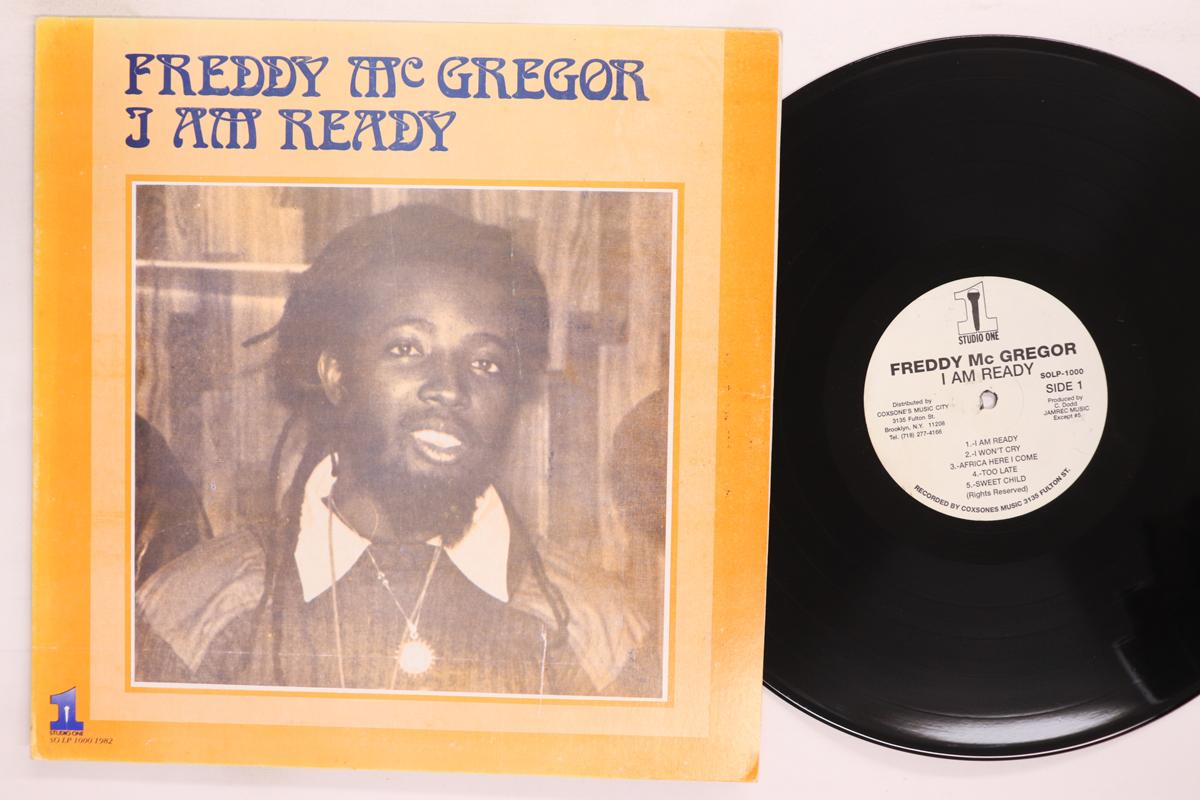 FREDDY Mc GREGOR
I AM READY
1
STUDIO ONE
SO LP 1000 1982
1
STUDIO ONE
FREDDY Mc GREGOR
I AM READY
SOLP-1000
SIDE 1
Distributed by
COXSONE'S MUSIC CITY
3135 Fulton St.
Brooklyn, N.Y. 11208
Tel. (718) 277-4166
Produced by
C. Dodd
JAMREC MUSIC
Except #5.
1.-I AM READY
2.-I WON'T CRY
3.-AFRICA HERE I COME
4.-TOO LATE
5.-SWEET CHILD
(Rights Reserved)
RECORDED BY COXSONES MUSIC 3135 FULTON ST.